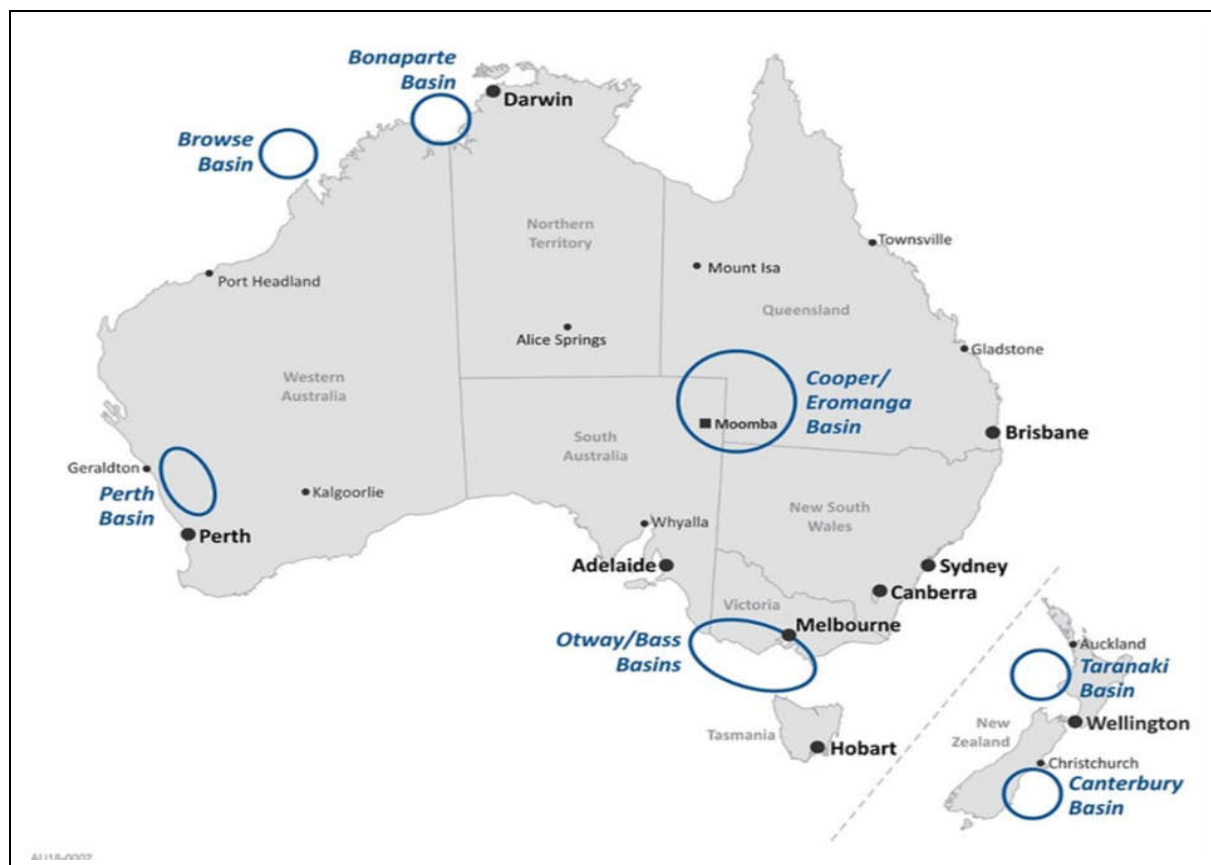 Bonaparte
Basin
Darwin
Browse
Basin
Northern
Territory
Townsville
Port Headland
Mount Isa
Queensland
Alice Springs
Gladstone
Western
Australia
Cooper/
Eromanga
Basin
Moomba
South
Australia
Brisbane
Geraldton
Perth
Basin
Kalgoorlie
New South
Wales
Perth
Whyalla
Adelaide
Sydney
Canberra
Victoria
Melbourne
Otway/Bass
Basins
Auckland
Taranaki
Basin
Tasmania
Hobart
New
Zealand
Wellington
Christchurch
Canterbury
Basin
AU18-0002